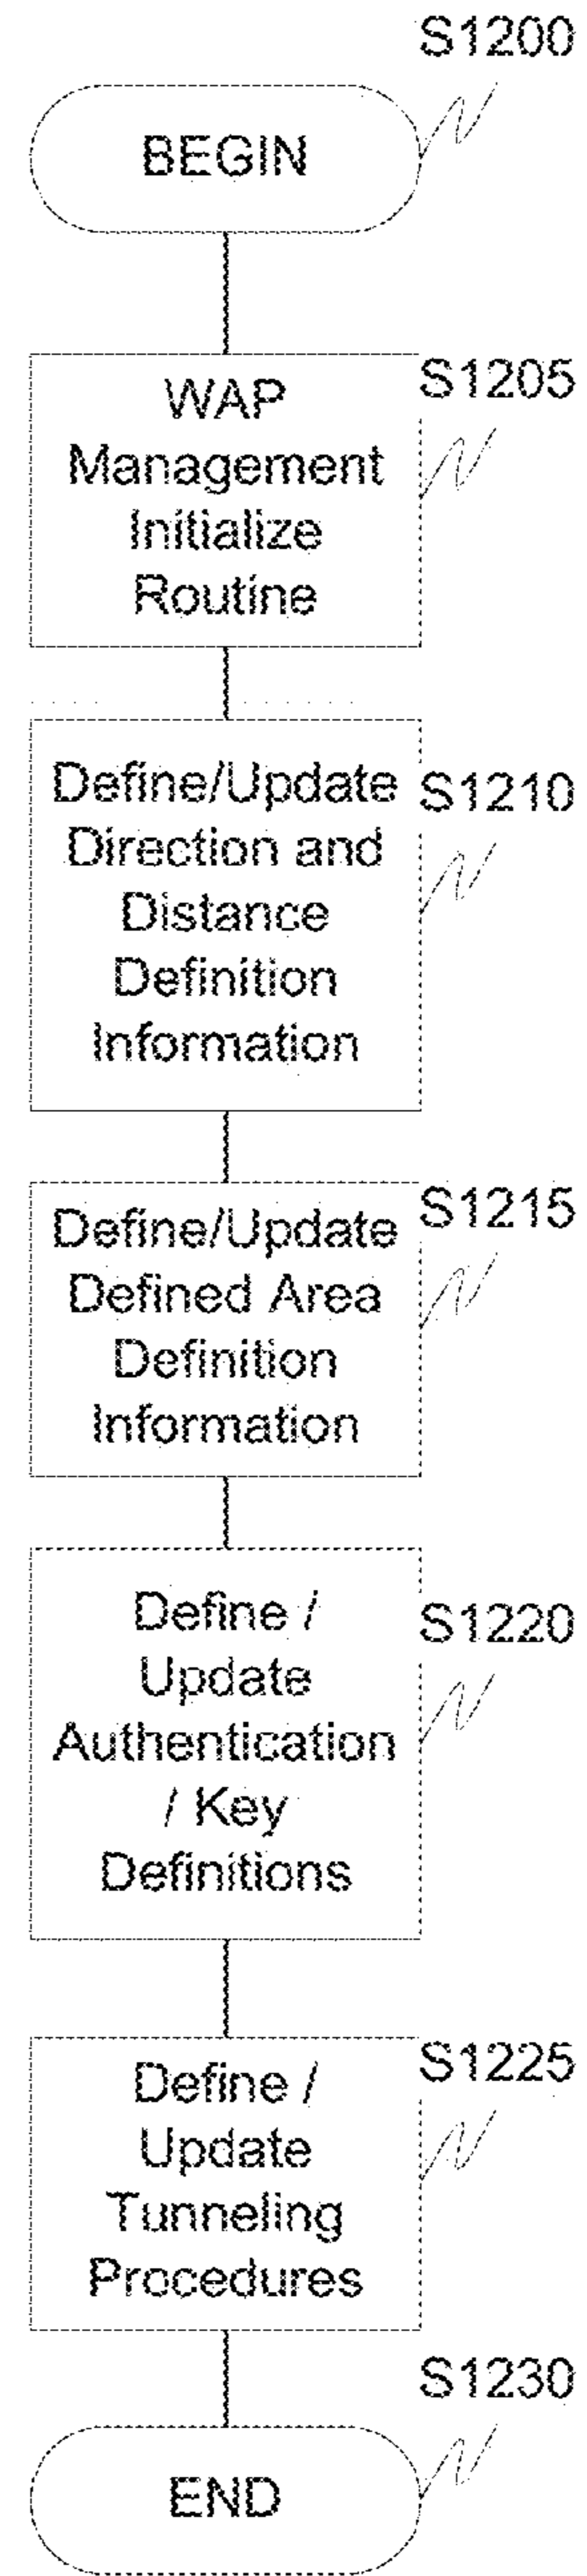 S1200
BEGIN
S1205
WAP
Management
Initialize
Routine
S1210
Define/Update
Direction and
Distance
Definition
Information
S1215
Define/Update
Defined Area
Definition
Information
S1220
Define /
Update
Authentication
/ Key
Definitions
S1225
Define /
Update
Tunneling
Procedures
S1230
END